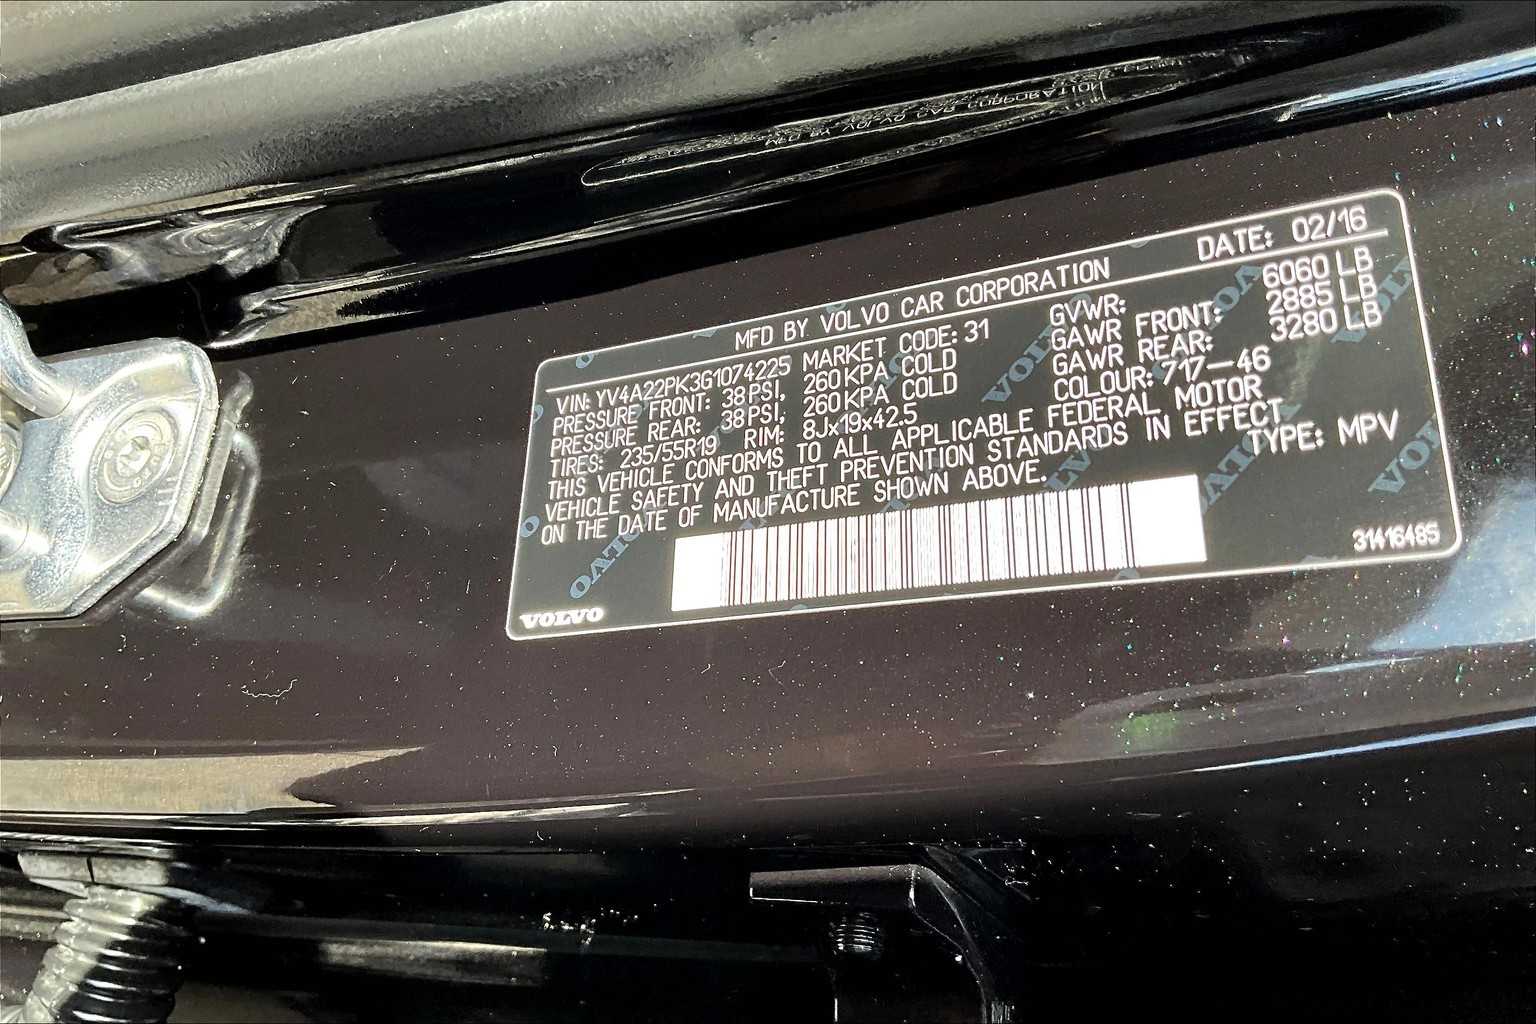 MFD BY VOLVO CAR CORPORATION DATE: 02/16
VIN: YV4A22PK3G1074225 MARKET CODE: 31 GVWR: 6060 LB
PRESSURE FRONT: 38 PSI, 260 KPA COLD GAWR FRONT: 2885 LB
PRESSURE REAR: 38 PSI, 260 KPA COLD GAWR REAR: 3280 LB
TIRES: 235/55R19 RIM: 8Jx19x42.5 COLOUR: 717-46
THIS VEHICLE CONFORMS TO ALL APPLICABLE FEDERAL MOTOR
VEHICLE SAFETY AND THEFT PREVENTION STANDARDS IN EFFECT
ON THE DATE OF MANUFACTURE SHOWN ABOVE. TYPE: MPV
VOLVO 31416485